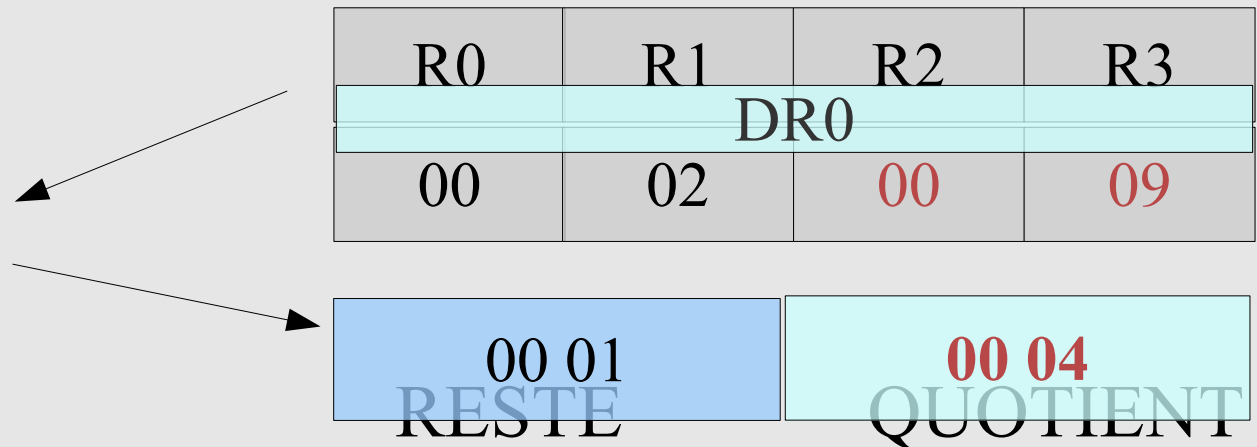 R0 R1 R2 R3
DR0
00 02 00 09
00 01 00 04
RESTE QUOTIENT